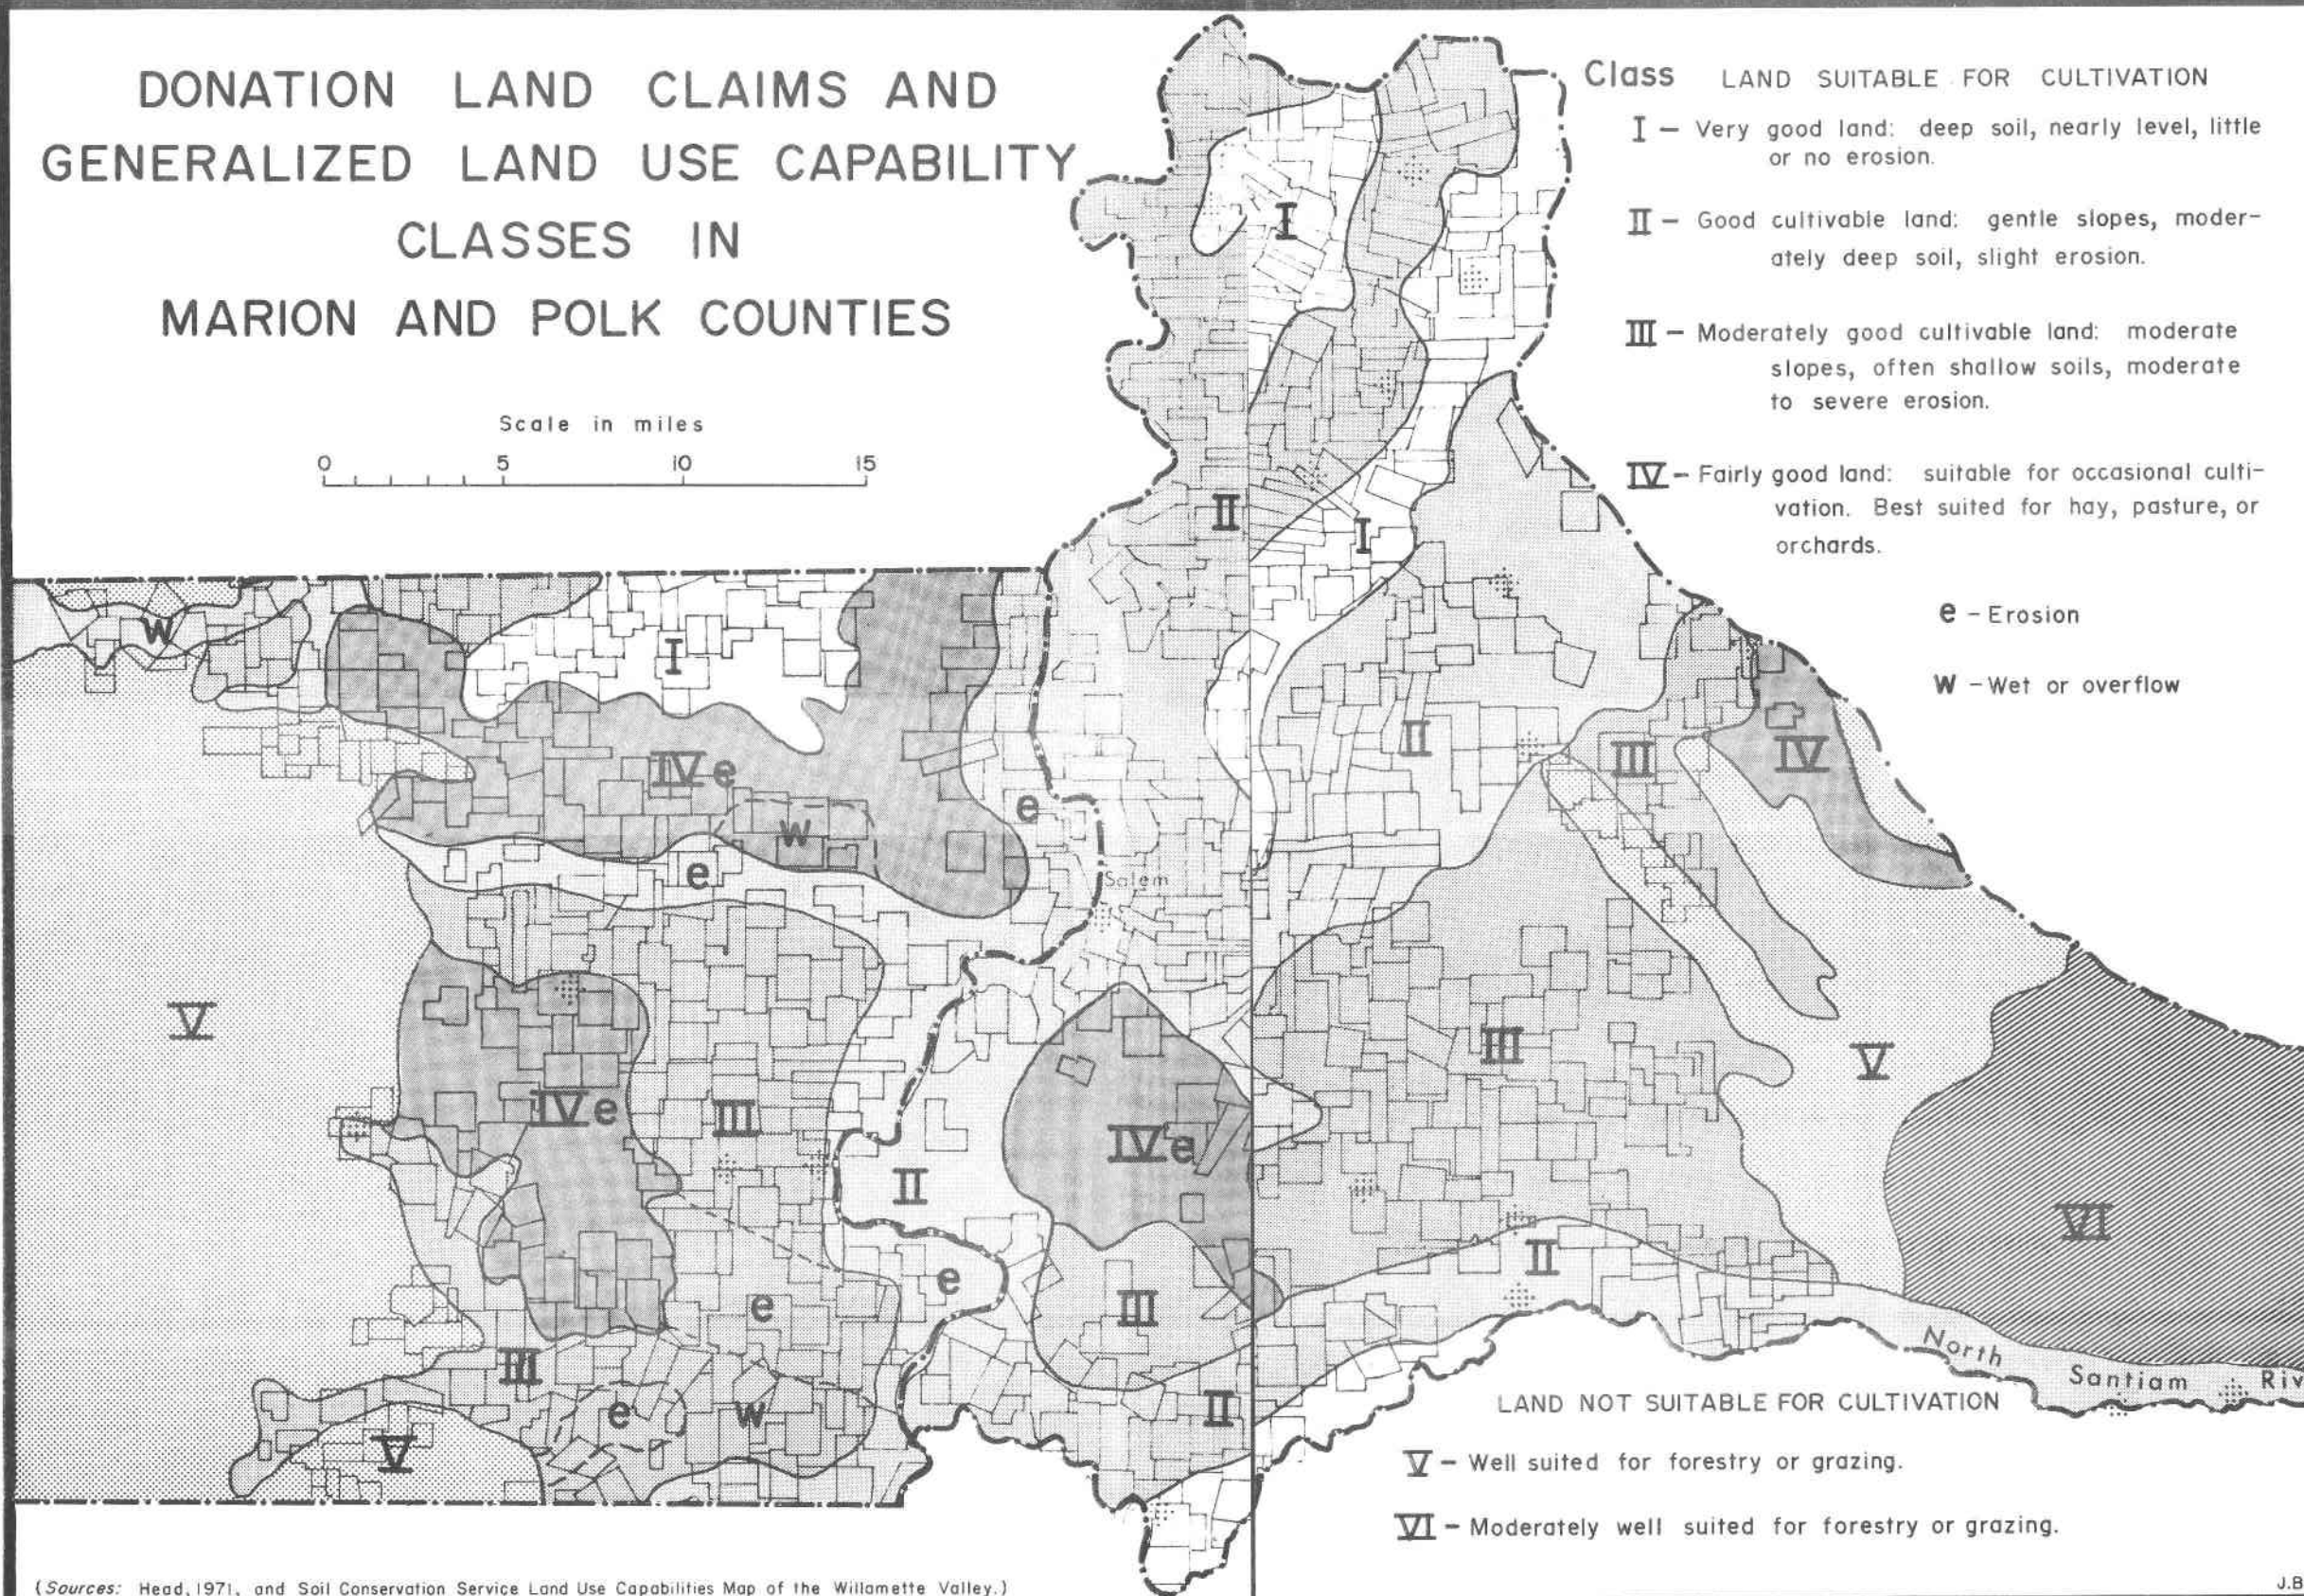 DONATION LAND CLAIMS AND
GENERALIZED LAND USE CAPABILITY
CLASSES IN
MARION AND POLK COUNTIES
Scale in miles
0 5 10 15
Class LAND SUITABLE FOR CULTIVATION
I – Very good land: deep soil, nearly level, little
or no erosion.
II – Good cultivable land: gentle slopes, moder-
ately deep soil, slight erosion.
III – Moderately good cultivable land: moderate
slopes, often shallow soils, moderate
to severe erosion.
IV – Fairly good land: suitable for occasional culti-
vation. Best suited for hay, pasture, or
orchards.
e – Erosion
W – Wet or overflow
I
II
I
W
I
IVe
W
e
e
Salem
II
III
IV
V
IVe
III
II
IVe
III
V
VI
e
e
III
II
III
e
W
V
II
North
Santiam Riv
LAND NOT SUITABLE FOR CULTIVATION
V – Well suited for forestry or grazing.
VI – Moderately well suited for forestry or grazing.
(Sources: Head, 1971, and Soil Conservation Service Land Use Capabilities Map of the Willamette Valley.)
J.B